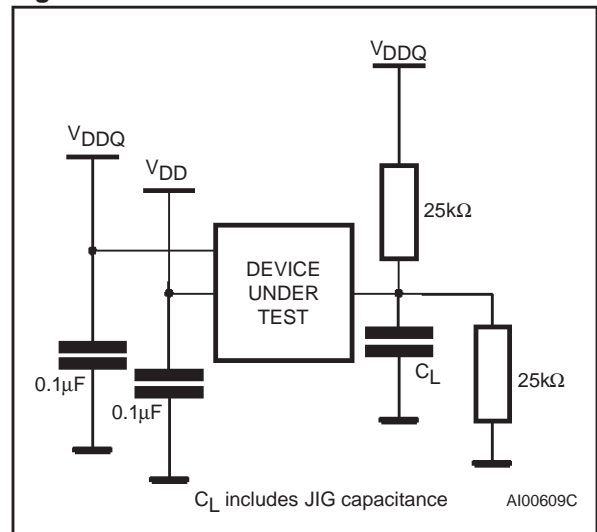 VDDQ
VDDQ
VDD
25kΩ
DEVICE
UNDER
TEST
0.1µF
0.1µF
CL
25kΩ
CL includes JIG capacitance
AI00609C